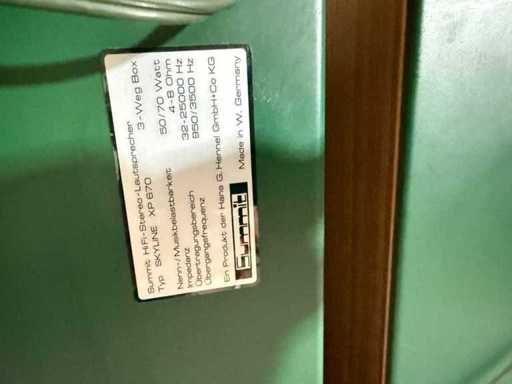 Summit HiFi-Stereo-Lautsprecher
Typ SKYLINE XP 670 3-Weg Box
Nenn-/Musikbelastbarkeit 50/70 Watt
Impedanz 4-8 Ohm
Übertragungsbereich 32-25000 Hz
Übergangsfrequenz 950/3500 Hz
Ein Produkt der Hans G. Hennel GmbH+Co KG
Summit Made in W. Germany